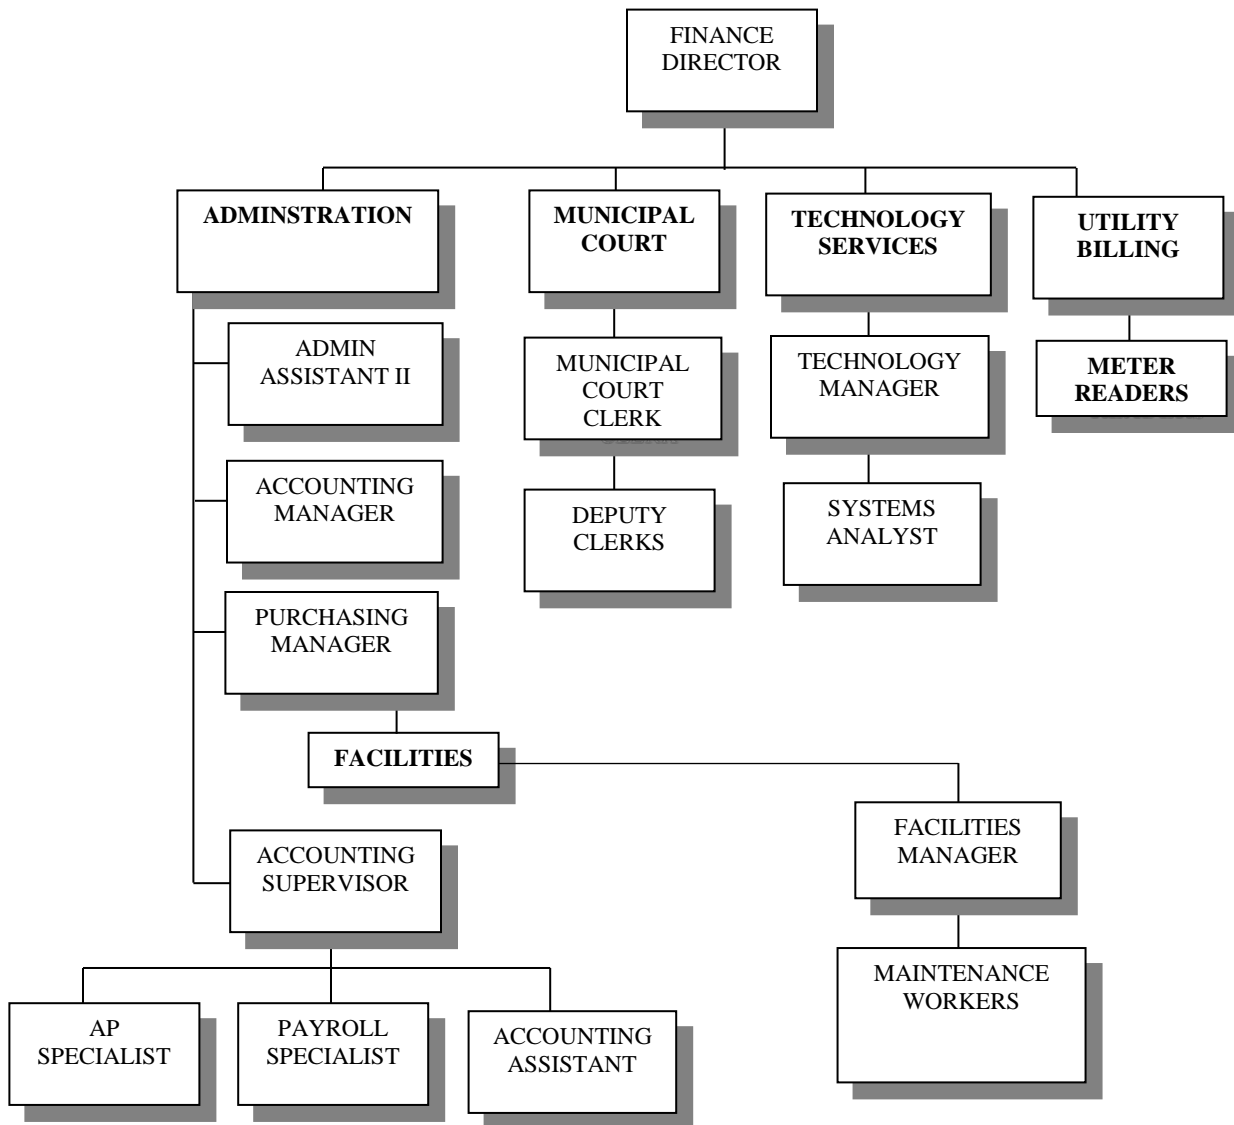 FINANCE
DIRECTOR
ADMINSTRATION
MUNICIPAL
COURT
TECHNOLOGY
SERVICES
UTILITY
BILLING
ADMIN
ASSISTANT II
MUNICIPAL
COURT
CLERK
TECHNOLOGY
MANAGER
METER
READERS
ACCOUNTING
MANAGER
DEPUTY
CLERKS
SYSTEMS
ANALYST
PURCHASING
MANAGER
FACILITIES
FACILITIES
MANAGER
ACCOUNTING
SUPERVISOR
MAINTENANCE
WORKERS
AP
SPECIALIST
PAYROLL
SPECIALIST
ACCOUNTING
ASSISTANT